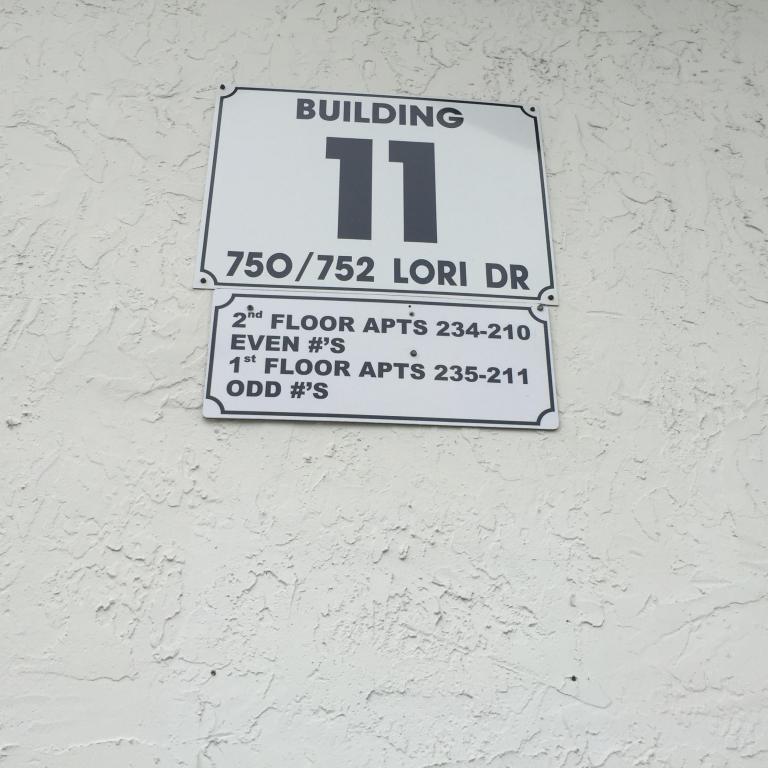 BUILDING
11
750/752 LORI DR
2nd FLOOR APTS 234-210
EVEN #'S
1st FLOOR APTS 235-211
ODD #'S